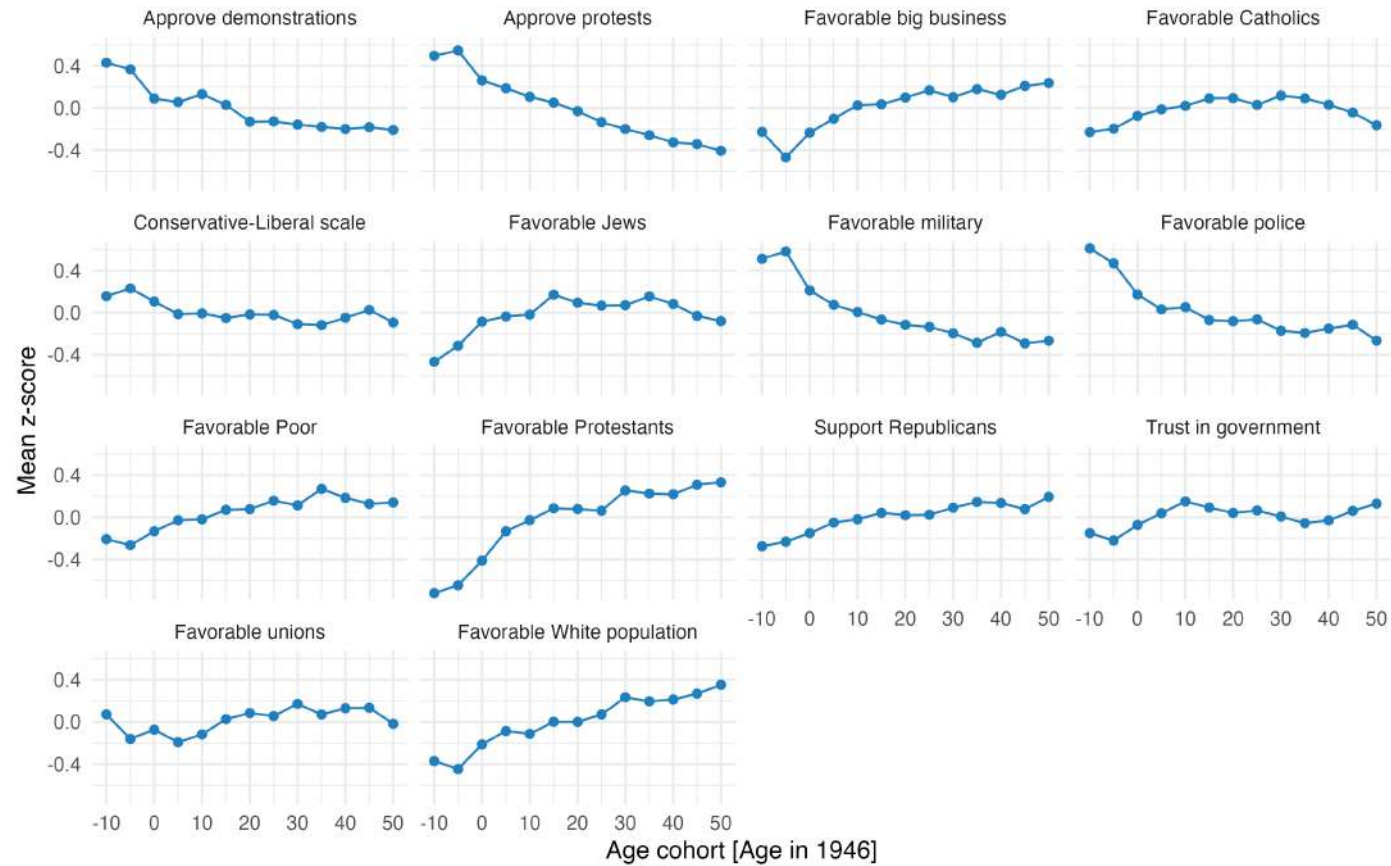 Approve demonstrations
Approve protests
Favorable big business
Favorable Catholics
0.4
0.0
-0.4
Conservative-Liberal scale
Favorable Jews
Favorable military
Favorable police
0.4
0.0
-0.4
Mean z-score
Favorable Poor
Favorable Protestants
Support Republicans
Trust in government
0.4
0.0
-0.4
-10 0 10 20 30 40 50
-10 0 10 20 30 40 50
Favorable unions
Favorable White population
0.4
0.0
-0.4
-10 0 10 20 30 40 50
-10 0 10 20 30 40 50
Age cohort [Age in 1946]